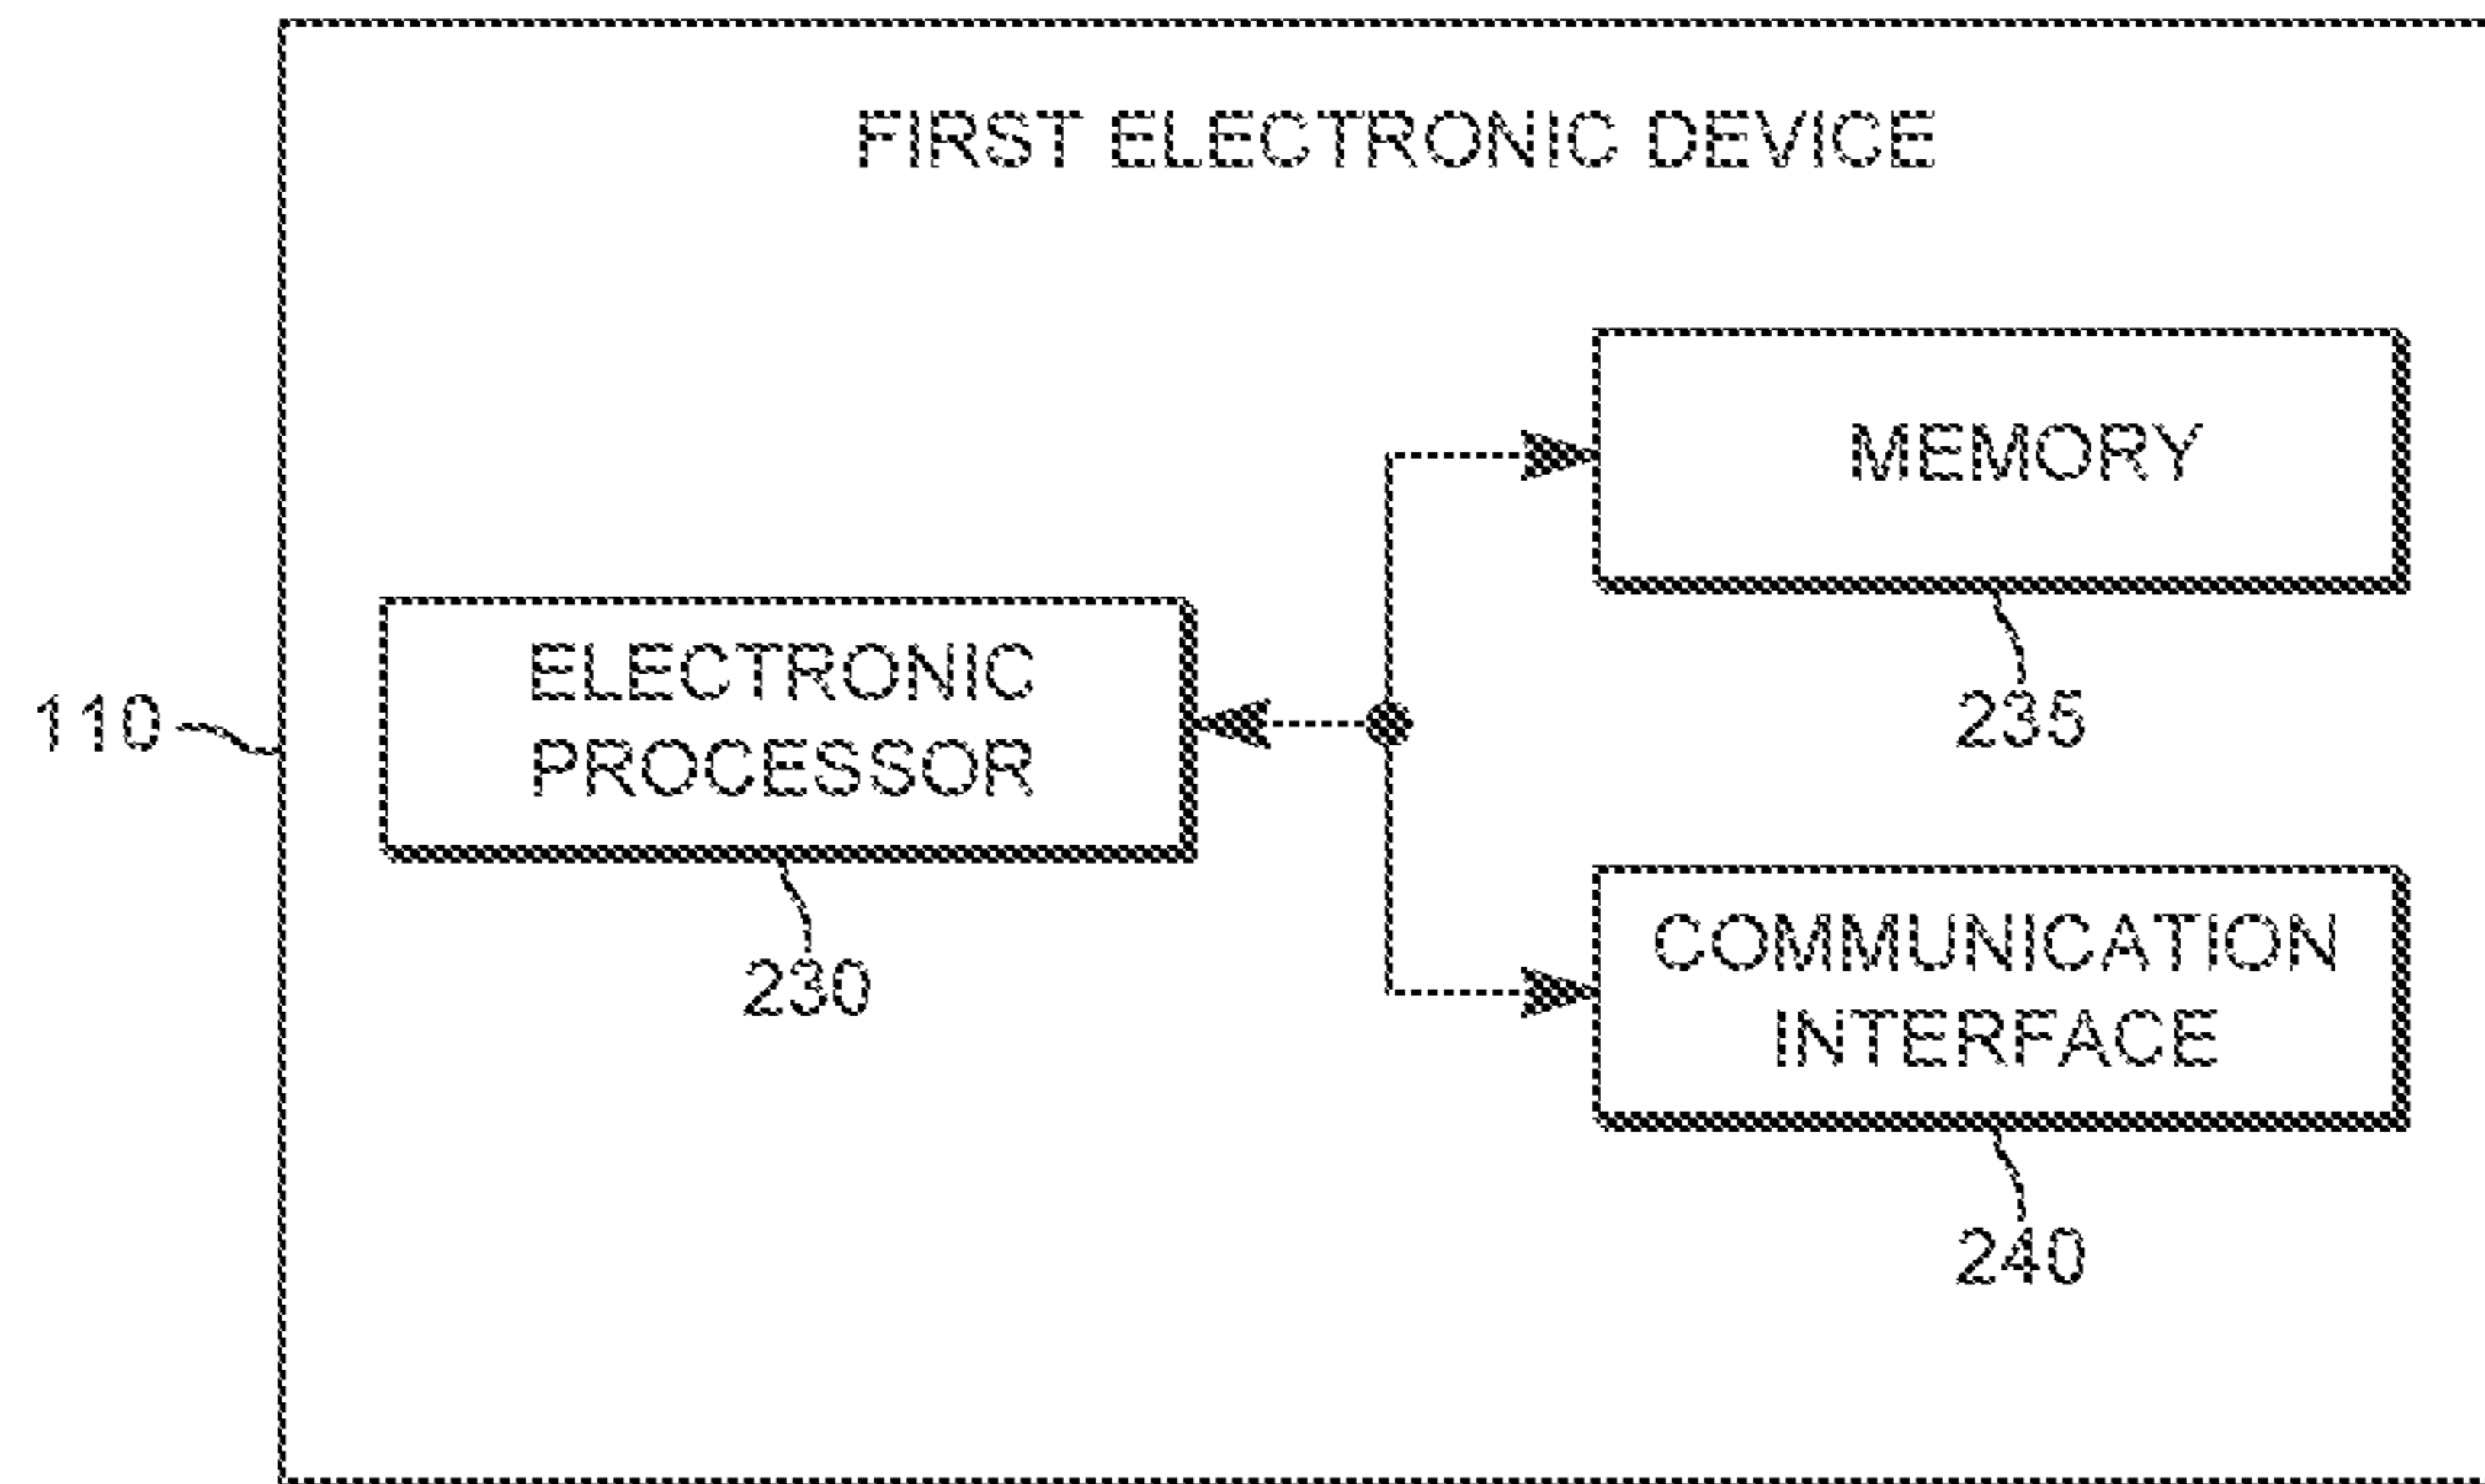 FIRST ELECTRONIC DEVICE
MEMORY
235
ELECTRONIC
PROCESSOR
230
110
COMMUNICATION
INTERFACE
240